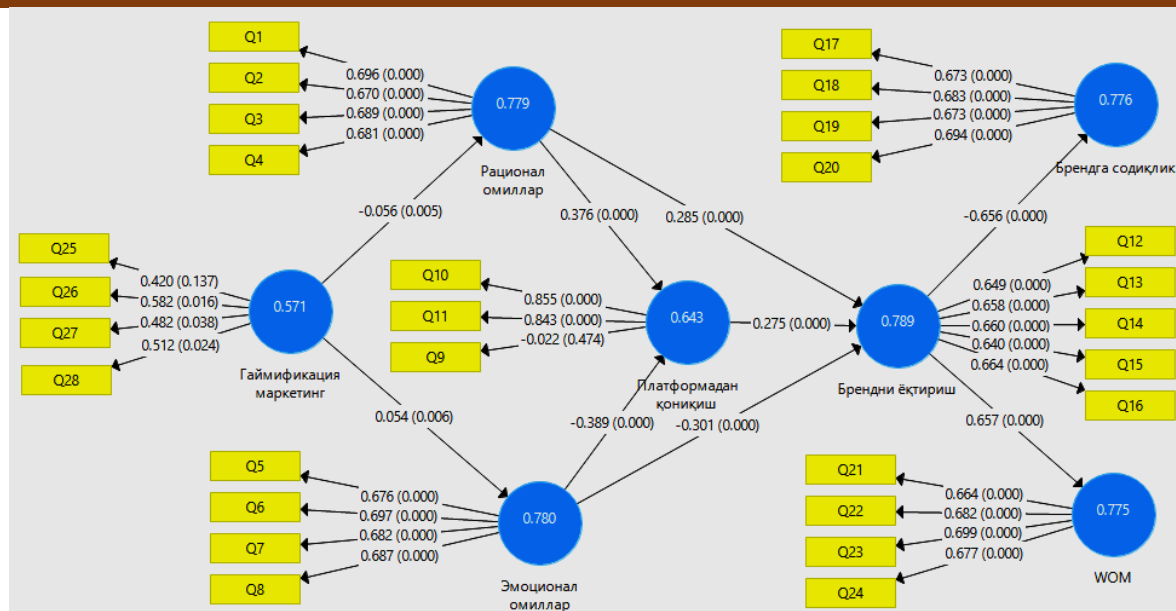 Q1
Q2
Q3
Q4
0.696 (0.000)
0.670 (0.000)
0.689 (0.000)
0.681 (0.000)
0.779
Рационал
омиллар
Q17
Q18
Q19
Q20
0.673 (0.000)
0.683 (0.000)
0.673 (0.000)
0.694 (0.000)
0.776
Брендга содиқлик
-0.056 (0.005)
0.376 (0.000)
0.285 (0.000)
-0.656 (0.000)
Q25
Q26
Q27
Q28
0.420 (0.137)
0.582 (0.016)
0.482 (0.038)
0.512 (0.024)
0.571
Гаймификация
маркетинг
Q10
Q11
Q9
0.855 (0.000)
0.843 (0.000)
-0.022 (0.474)
0.643
Платформадан
қониқиш
0.275 (0.000)
0.789
Брендни ёқтириш
Q12
Q13
Q14
Q15
Q16
0.649 (0.000)
0.658 (0.000)
0.660 (0.000)
0.640 (0.000)
0.664 (0.000)
0.054 (0.006)
-0.389 (0.000)
-0.301 (0.000)
0.657 (0.000)
Q5
Q6
Q7
Q8
0.676 (0.000)
0.697 (0.000)
0.682 (0.000)
0.687 (0.000)
0.780
Эмоционал
омиллар
Q21
Q22
Q23
Q24
0.664 (0.000)
0.682 (0.000)
0.699 (0.000)
0.677 (0.000)
0.775
WOM